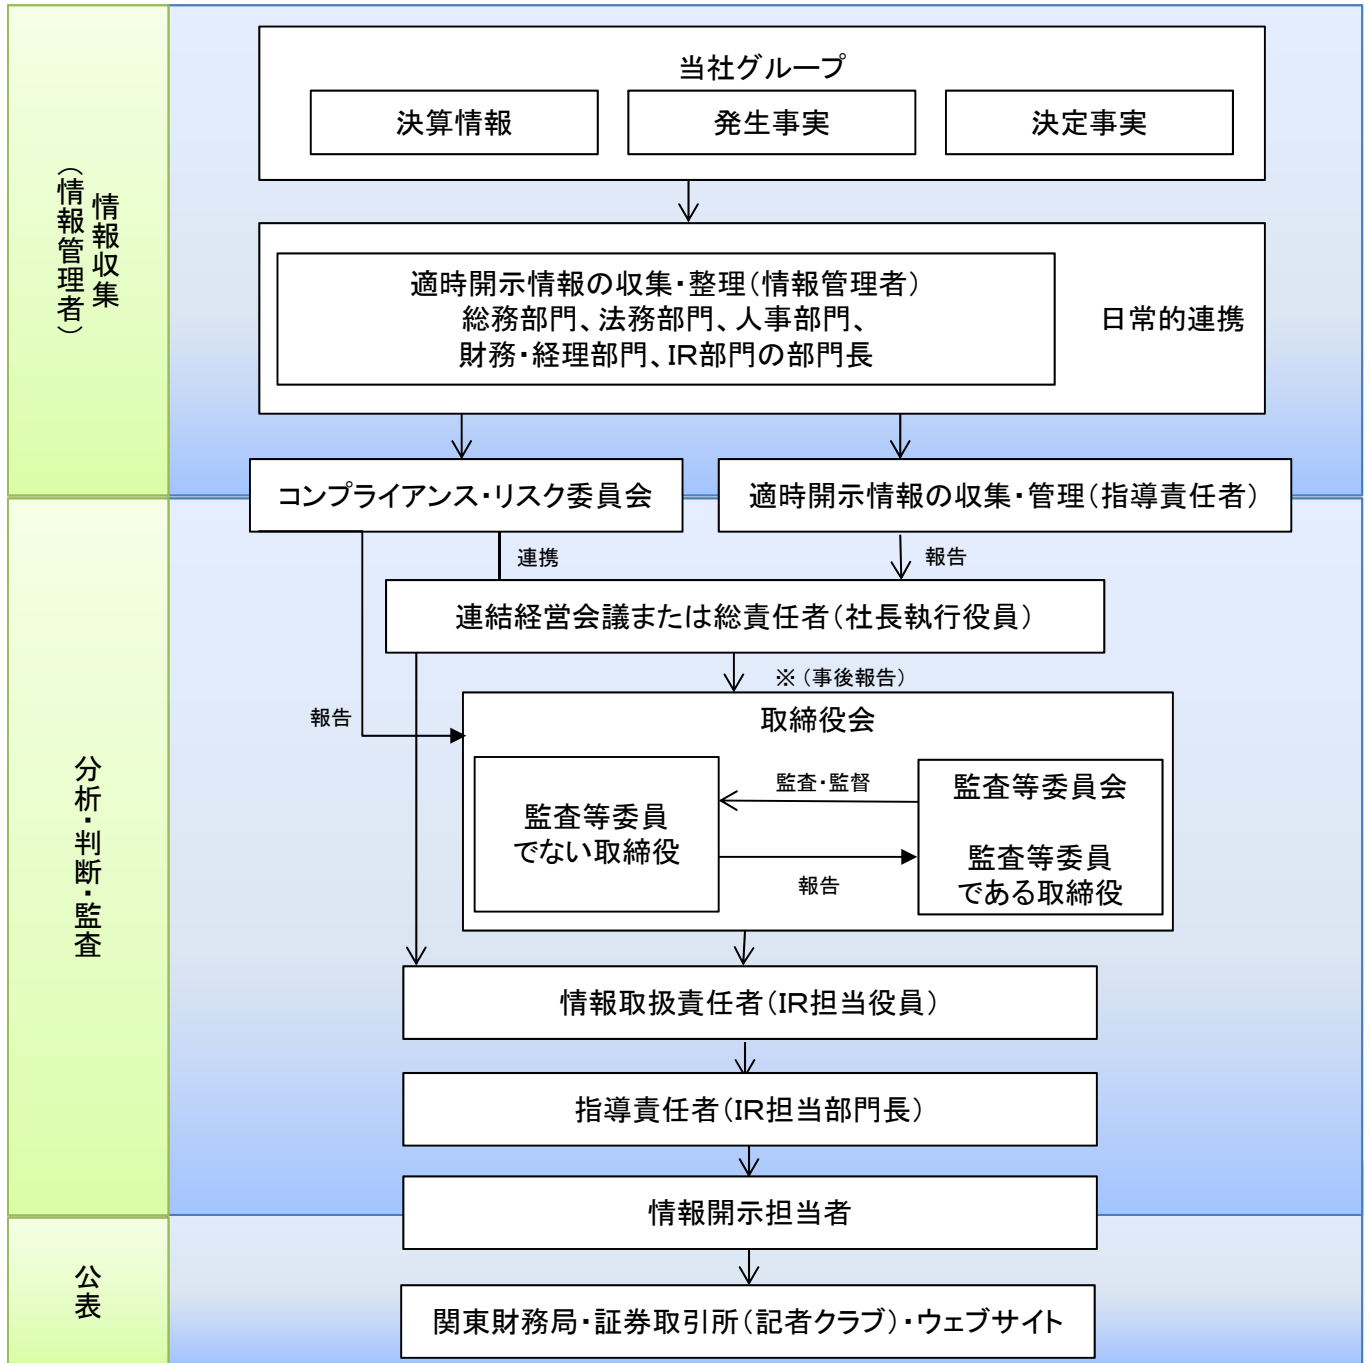 情報収集
（情報管理者）
当社グループ
決算情報
発生事実
決定事実
適時開示情報の収集・整理（情報管理者）
総務部門、法務部門、人事部門、
財務・経理部門、IR部門の部門長
日常的連携
コンプライアンス・リスク委員会
適時開示情報の収集・管理（指導責任者）
連携
報告
連結経営会議または総責任者（社長執行役員）
※（事後報告）
報告
取締役会
監査等委員
でない取締役
監査・監督
報告
監査等委員会
監査等委員
である取締役
分析・判断・監査
情報取扱責任者（IR担当役員）
指導責任者（IR担当部門長）
情報開示担当者
公表
関東財務局・証券取引所（記者クラブ）・ウェブサイト